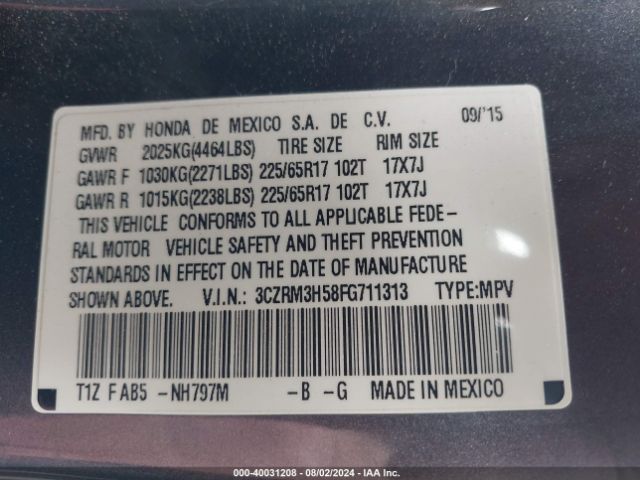 MFD. BY HONDA DE MEXICO S.A. DE C.V. 09/'15
GVWR 2025KG(4464LBS) TIRE SIZE RIM SIZE
GAWR F 1030KG(2271LBS) 225/65R17 102T 17X7J
GAWR R 1015KG(2238LBS) 225/65R17 102T 17X7J
THIS VEHICLE CONFORMS TO ALL APPLICABLE FEDE-
RAL MOTOR VEHICLE SAFETY AND THEFT PREVENTION
STANDARDS IN EFFECT ON THE DATE OF MANUFACTURE
SHOWN ABOVE. V.I.N.: 3CZRM3H58FG711313 TYPE:MPV
T1Z F AB5 -NH797M -B -G MADE IN MEXICO
000-40031208 - 08/02/2024 - IAA Inc.